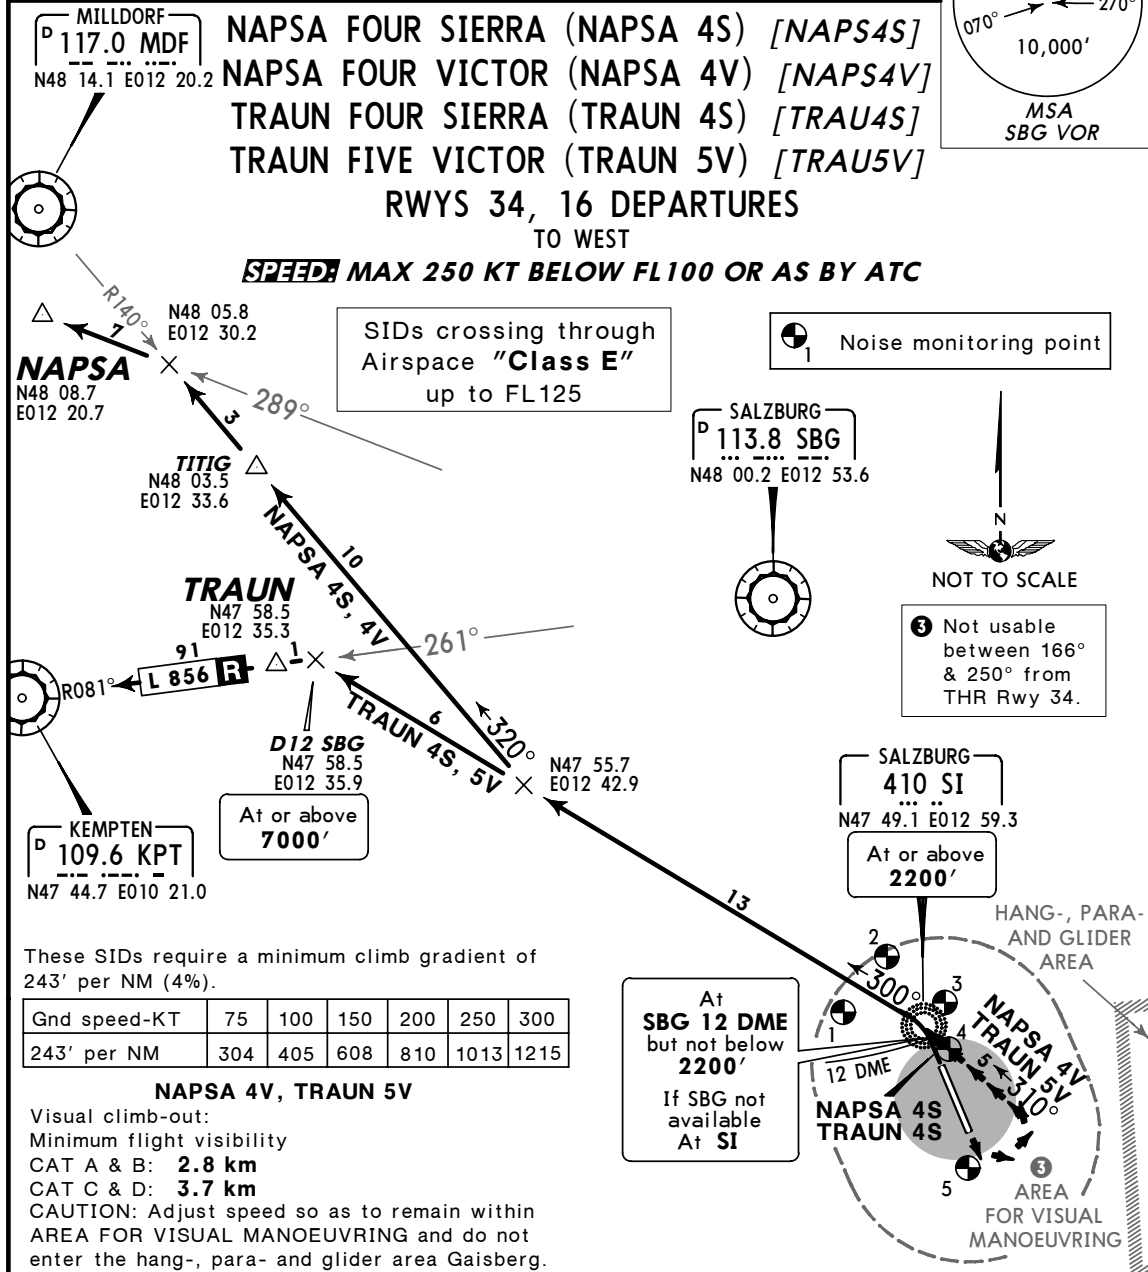 MILLDORF
D 117.0 MDF
N48 14.1 E012 20.2
NAPSA FOUR SIERRA (NAPSA 4S) [NAPS4S]
NAPSA FOUR VICTOR (NAPSA 4V) [NAPS4V]
TRAUN FOUR SIERRA (TRAUN 4S) [TRAU4S]
TRAUN FIVE VICTOR (TRAUN 5V) [TRAU5V]
RWYS 34, 16 DEPARTURES
TO WEST
SPEED: MAX 250 KT BELOW FL100 OR AS BY ATC
070°
270°
10,000'
MSA
SBG VOR
R140°
N48 05.8
E012 30.2
7
NAPSA
N48 08.7
E012 20.7
289°
3
SIDs crossing through
Airspace "Class E"
up to FL125
1 Noise monitoring point
SALZBURG
D 113.8 SBG
N48 00.2 E012 53.6
TITIG
N48 03.5
E012 33.6
10
NAPSA 4S, 4V
N
NOT TO SCALE
TRAUN
N47 58.5
E012 35.3
91
L 856 R
R081°
1
261°
3 Not usable
between 166°
& 250° from
THR Rwy 34.
6
TRAUN 4S, 5V
320°
D12 SBG
N47 58.5
E012 35.9
At or above
7000'
N47 55.7
E012 42.9
SALZBURG
410 SI
N47 49.1 E012 59.3
At or above
2200'
KEMPTEN
D 109.6 KPT
N47 44.7 E010 21.0
13
HANG-, PARA-
AND GLIDER
AREA
These SIDs require a minimum climb gradient of
243' per NM (4%).
Gnd speed-KT 75 100 150 200 250 300
243' per NM 304 405 608 810 1013 1215
2
300°
3
1
4
At
SBG 12 DME
but not below
2200'
If SBG not
available
At SI
12 DME
NAPSA 4V
TRAUN 5V
5
310°
NAPSA 4S
TRAUN 4S
5
3
AREA
FOR VISUAL
MANOEUVRING
NAPSA 4V, TRAUN 5V
Visual climb-out:
Minimum flight visibility
CAT A & B: 2.8 km
CAT C & D: 3.7 km
CAUTION: Adjust speed so as to remain within
AREA FOR VISUAL MANOEUVRING and do not
enter the hang-, para- and glider area Gaisberg.